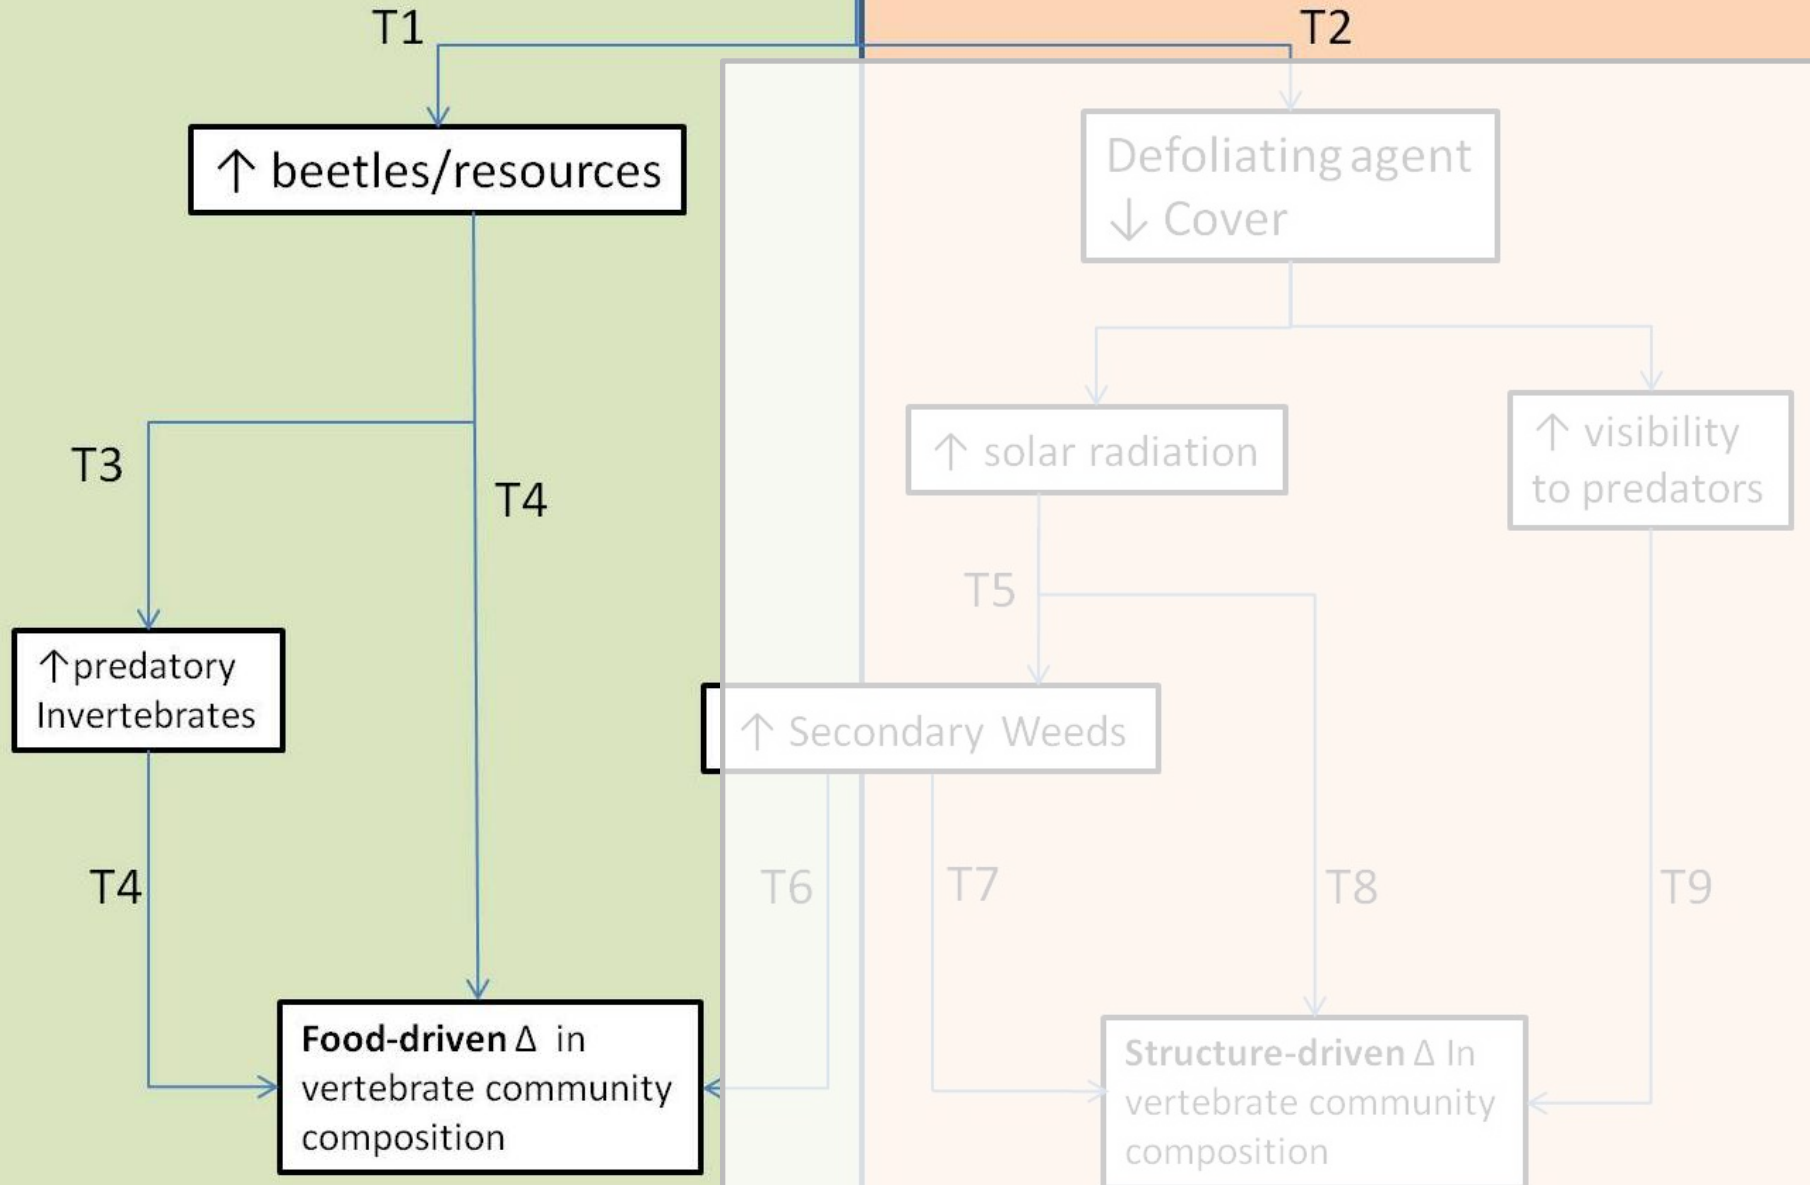 T1
T2
↑ beetles/resources
Defoliating agent
↓ Cover
T3
T4
↑ solar radiation
↑ visibility
to predators
T5
↑predatory
Invertebrates
↑ Secondary Weeds
T4
T6
T7
T8
T9
Food-driven Δ in
vertebrate community
composition
Structure-driven Δ In
vertebrate community
composition